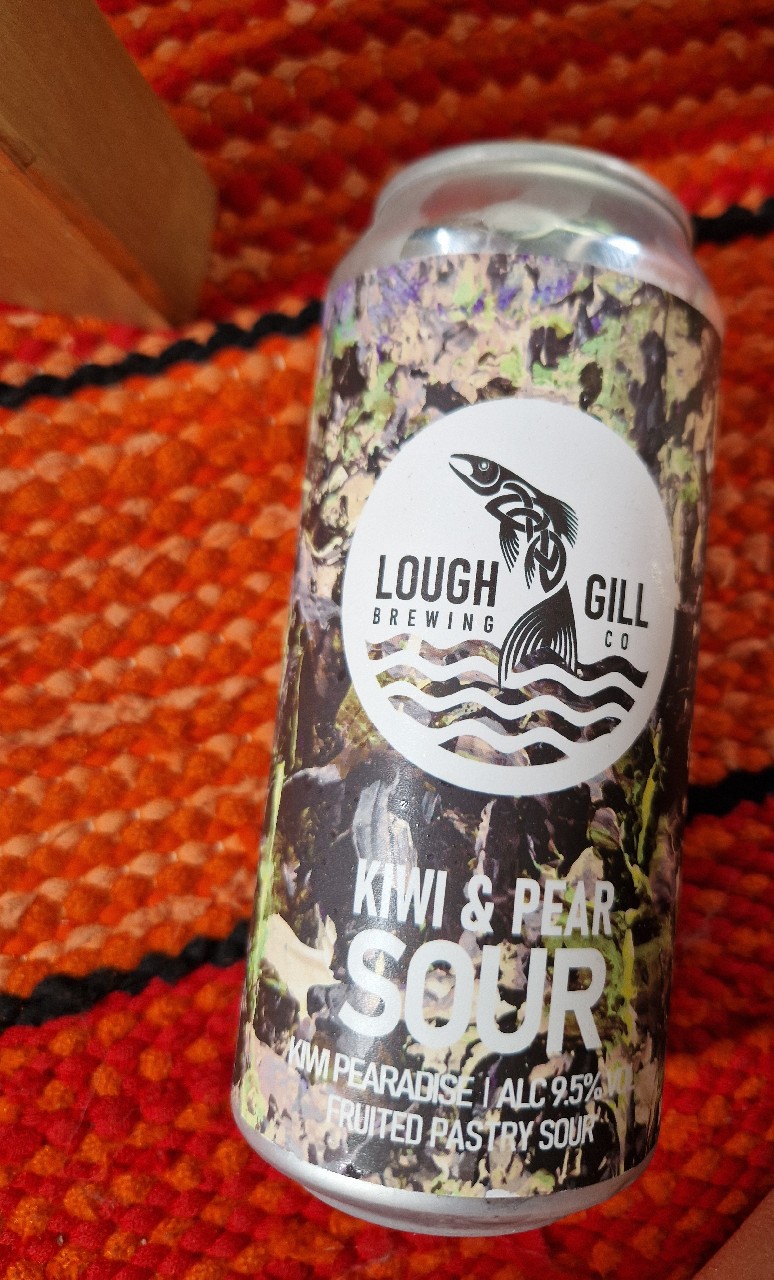 LOUGH GILL
BREWING CO
KIWI & PEAR
SOUR
KIWI PEARADISE | ALC 9.5% VOL
FRUITED PASTRY SOUR